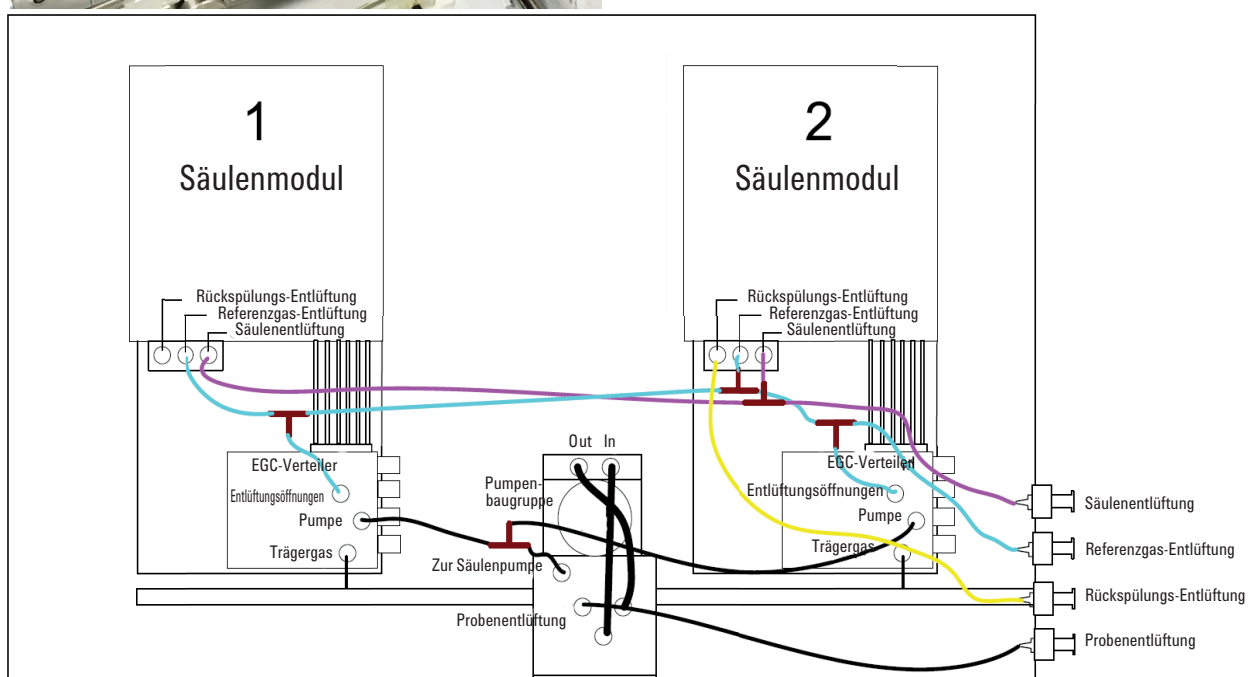 1
Säulenmodul
Rückspülungs-Entlüftung
Referenzgas-Entlüftung
Säulenentlüftung
EGC-Verteiler
Entlüftungsöffnungen
Pumpe
Trägergas
2
Säulenmodul
Rückspülungs-Entlüftung
Referenzgas-Entlüftung
Säulenentlüftung
EGC-Verteiler
Entlüftungsöffnungen
Pumpe
Trägergas
Out In
Pumpen-
baugruppe
Zur Säulenpumpe
Probenentlüftung
Säulenentlüftung
Referenzgas-Entlüftung
Rückspülungs-Entlüftung
Probenentlüftung